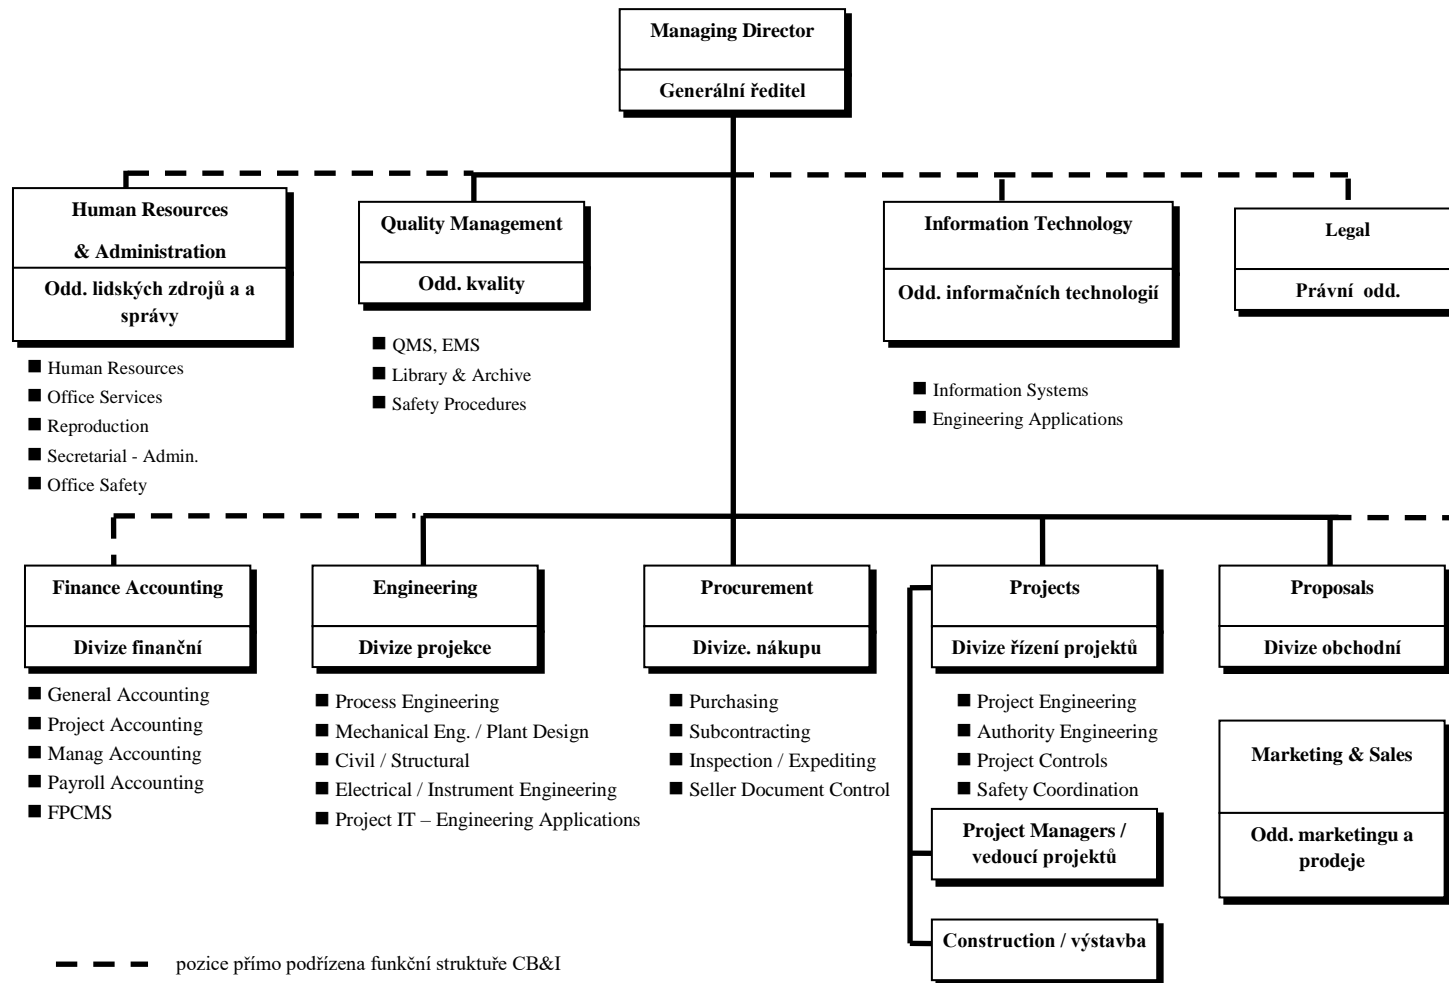 Managing Director
Generální ředitel
Human Resources
& Administration
Odd. lidských zdrojů a a
správy
■ Human Resources
■ Office Services
■ Reproduction
■ Secretarial - Admin.
■ Office Safety
Quality Management
Odd. kvality
■ QMS, EMS
■ Library & Archive
■ Safety Procedures
Information Technology
Odd. informačních technologií
■ Information Systems
■ Engineering Applications
Legal
Právní odd.
Finance Accounting
Divize finanční
■ General Accounting
■ Project Accounting
■ Manag Accounting
■ Payroll Accounting
■ FPCMS
Engineering
Divize projekce
■ Process Engineering
■ Mechanical Eng. / Plant Design
■ Civil / Structural
■ Electrical / Instrument Engineering
■ Project IT – Engineering Applications
Procurement
Divize. nákupu
■ Purchasing
■ Subcontracting
■ Inspection / Expediting
■ Seller Document Control
Projects
Divize řízení projektů
■ Project Engineering
■ Authority Engineering
■ Project Controls
■ Safety Coordination
Project Managers /
vedoucí projektů
Construction / výstavba
Proposals
Divize obchodní
Marketing & Sales
Odd. marketingu a
prodeje
pozice přímo podřízena funkční struktuře CB&I